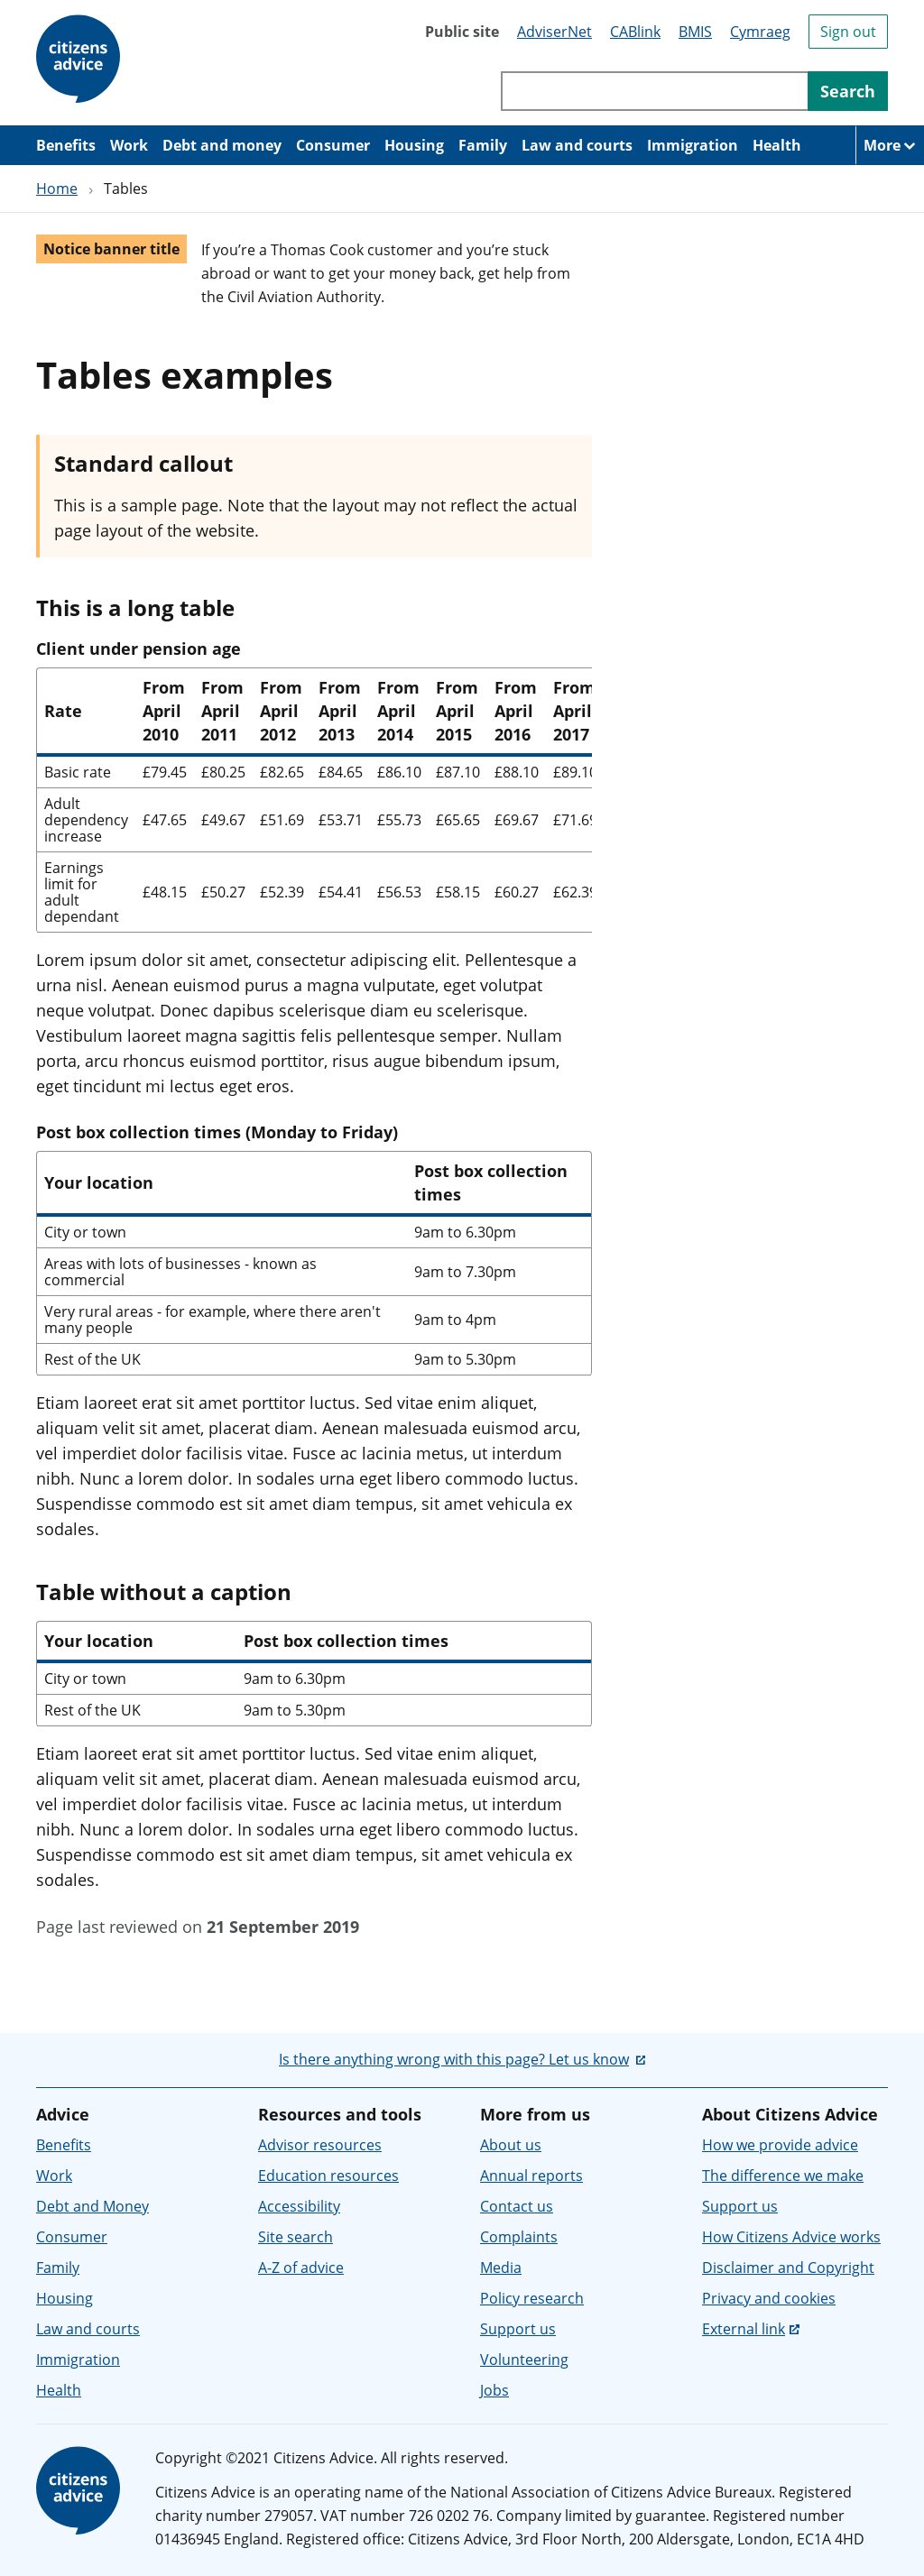 citizens
advice
Public site AdviserNet CABlink BMIS Cymraeg Sign out
Search
Benefits Work Debt and money Consumer Housing Family Law and courts Immigration Health More
Home › Tables
Notice banner title
If you’re a Thomas Cook customer and you’re stuck
abroad or want to get your money back, get help from
the Civil Aviation Authority.
Tables examples
Standard callout
This is a sample page. Note that the layout may not reflect the actual
page layout of the website.
This is a long table
Client under pension age
Rate From April 2010 From April 2011 From April 2012 From April 2013 From April 2014 From April 2015 From April 2016 From April 2017
Basic rate £79.45 £80.25 £82.65 £84.65 £86.10 £87.10 £88.10 £89.10
Adult dependency increase £47.65 £49.67 £51.69 £53.71 £55.73 £65.65 £69.67 £71.69
Earnings limit for adult dependant £48.15 £50.27 £52.39 £54.41 £56.53 £58.15 £60.27 £62.39
Lorem ipsum dolor sit amet, consectetur adipiscing elit. Pellentesque a
urna nisl. Aenean euismod purus a magna vulputate, eget volutpat
neque volutpat. Donec dapibus scelerisque diam eu scelerisque.
Vestibulum laoreet magna sagittis felis pellentesque semper. Nullam
porta, arcu rhoncus euismod porttitor, risus augue bibendum ipsum,
eget tincidunt mi lectus eget eros.
Post box collection times (Monday to Friday)
Your location Post box collection times
City or town 9am to 6.30pm
Areas with lots of businesses - known as commercial 9am to 7.30pm
Very rural areas - for example, where there aren't many people 9am to 4pm
Rest of the UK 9am to 5.30pm
Etiam laoreet erat sit amet porttitor luctus. Sed vitae enim aliquet,
aliquam velit sit amet, placerat diam. Aenean malesuada euismod arcu,
vel imperdiet dolor facilisis vitae. Fusce ac lacinia metus, ut interdum
nibh. Nunc a lorem dolor. In sodales urna eget libero commodo luctus.
Suspendisse commodo est sit amet diam tempus, sit amet vehicula ex
sodales.
Table without a caption
Your location Post box collection times
City or town 9am to 6.30pm
Rest of the UK 9am to 5.30pm
Etiam laoreet erat sit amet porttitor luctus. Sed vitae enim aliquet,
aliquam velit sit amet, placerat diam. Aenean malesuada euismod arcu,
vel imperdiet dolor facilisis vitae. Fusce ac lacinia metus, ut interdum
nibh. Nunc a lorem dolor. In sodales urna eget libero commodo luctus.
Suspendisse commodo est sit amet diam tempus, sit amet vehicula ex
sodales.
Page last reviewed on 21 September 2019
Is there anything wrong with this page? Let us know
Advice
Benefits
Work
Debt and Money
Consumer
Family
Housing
Law and courts
Immigration
Health
Resources and tools
Advisor resources
Education resources
Accessibility
Site search
A-Z of advice
More from us
About us
Annual reports
Contact us
Complaints
Media
Policy research
Support us
Volunteering
Jobs
About Citizens Advice
How we provide advice
The difference we make
Support us
How Citizens Advice works
Disclaimer and Copyright
Privacy and cookies
External link
citizens
advice
Copyright ©2021 Citizens Advice. All rights reserved.
Citizens Advice is an operating name of the National Association of Citizens Advice Bureaux. Registered
charity number 279057. VAT number 726 0202 76. Company limited by guarantee. Registered number
01436945 England. Registered office: Citizens Advice, 3rd Floor North, 200 Aldersgate, London, EC1A 4HD